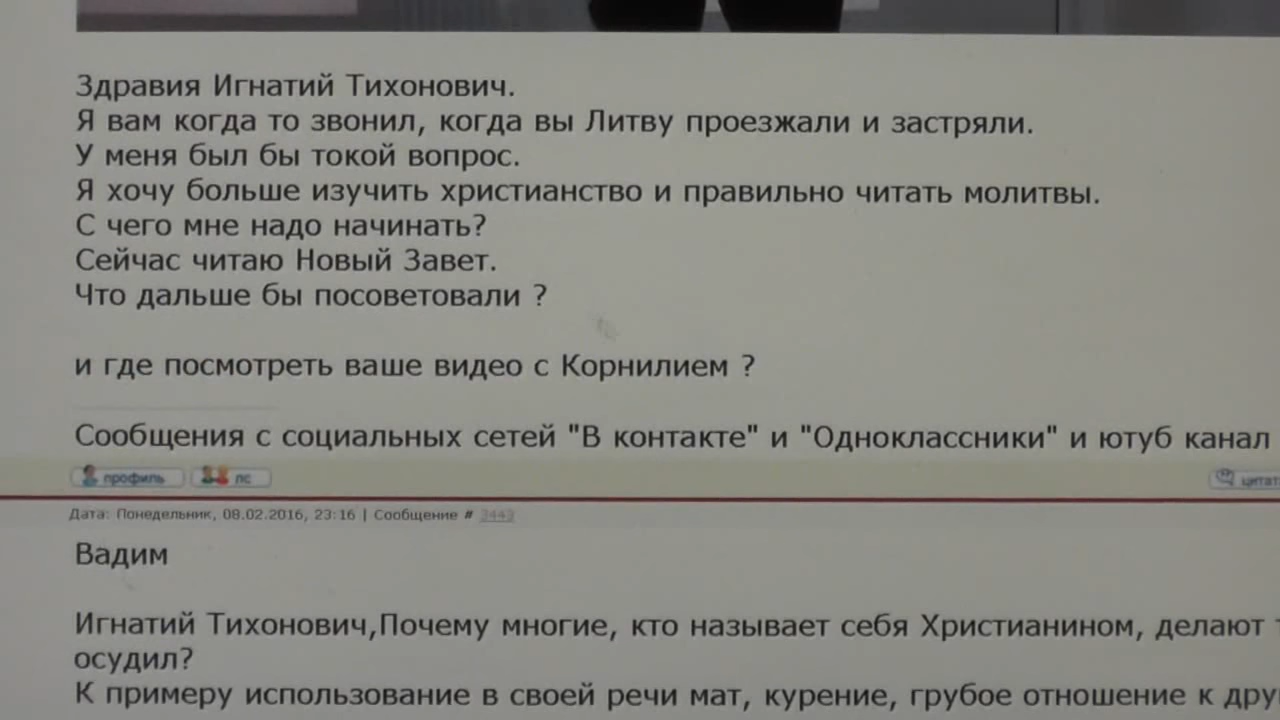 Здравия Игнатий Тихонович.
Я вам когда то звонил, когда вы Литву проезжали и застряли.
У меня был бы токой вопрос.
Я хочу больше изучить христианство и правильно читать молитвы.
С чего мне надо начинать?
Сейчас читаю Новый Завет.
Что дальше бы посоветовали ?
и где посмотреть ваше видео с Корнилием ?
Сообщения с социальных сетей "В контакте" и "Одноклассники" и ютуб канал
профиль лс цитат
Дата: Понедельник, 08.02.2016, 23:16 | Сообщение # 3443
Вадим
Игнатий Тихонович,Почему многие, кто называет себя Христианином, делают т
осудил?
К примеру использование в своей речи мат, курение, грубое отношение к дру